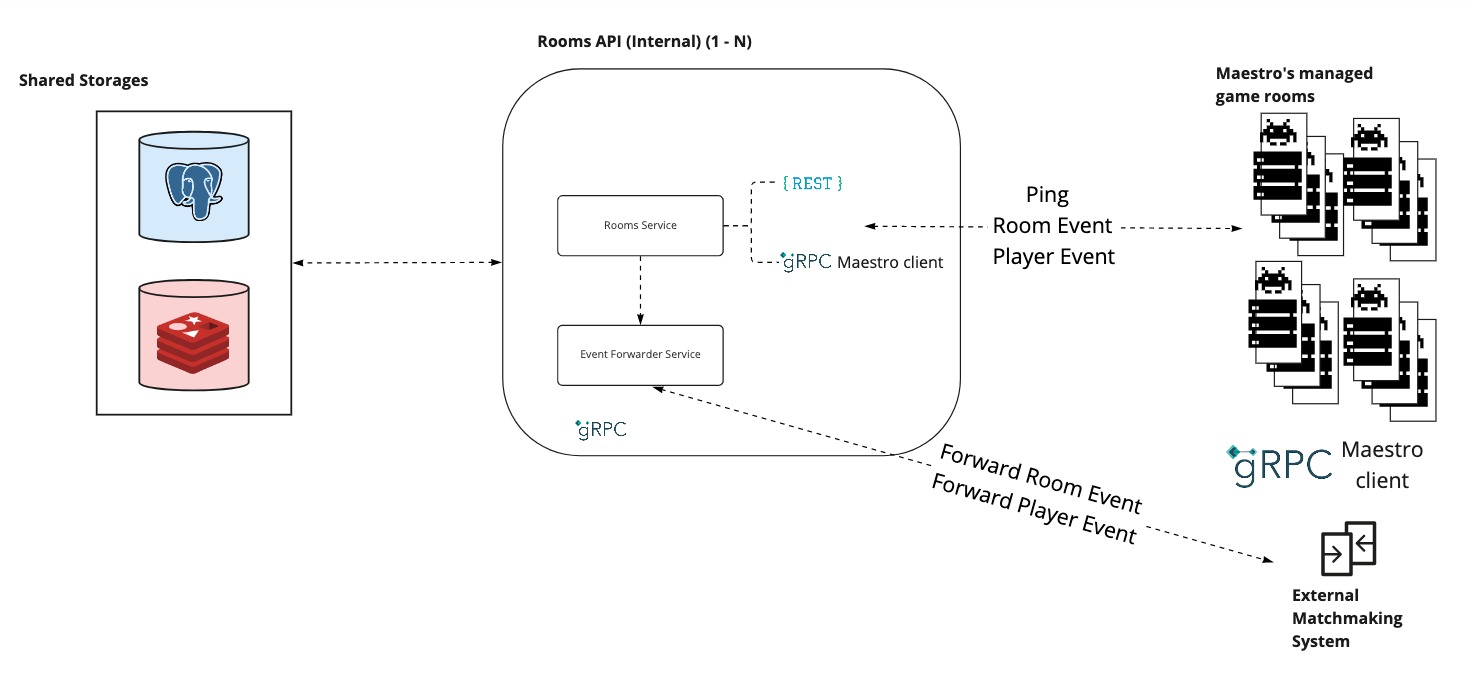 Rooms API (Internal) (1 - N)
Shared Storages
Maestro's managed
game rooms
{ REST }
Rooms Service
gRPC Maestro client
Ping
Room Event
Player Event
Event Forwarder Service
gRPC
Forward Room Event
Forward Player Event
gRPC
Maestro
client
External
Matchmaking
System